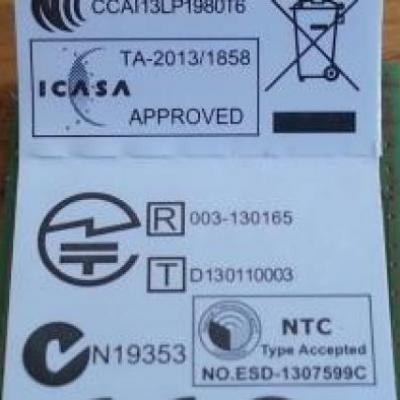 CCAI13LP1980T6
TA-2013/1858
ICASA
APPROVED
R 003-130165
T D130110003
N19353
NTC
Type Accepted
NO.ESD-1307599C